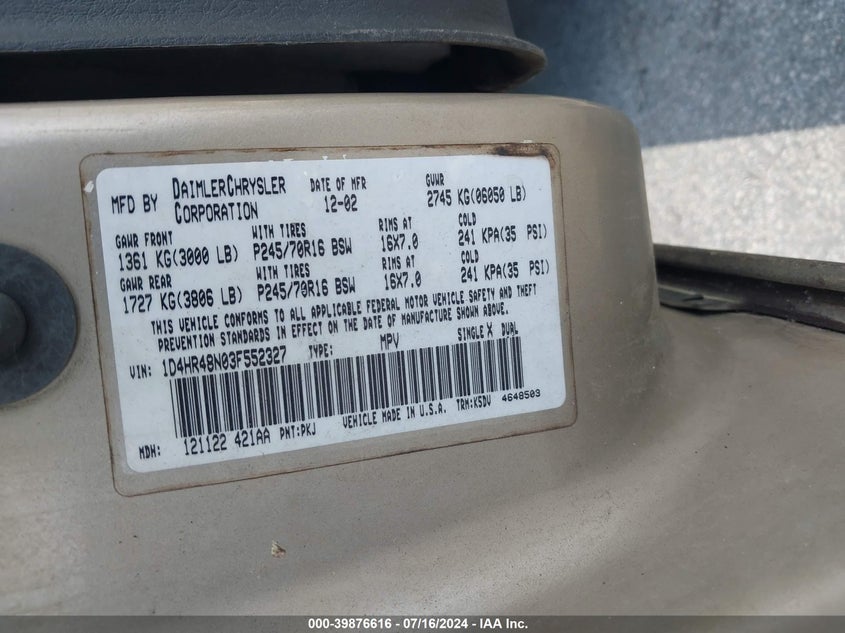 MFD BY DAIMLERCHRYSLER CORPORATION DATE OF MFR 12-02 GVWR 2745 KG(06050 LB)
GAWR FRONT WITH TIRES RIMS AT COLD
1361 KG(3000 LB) P245/70R16 BSW 16X7.0 241 KPA(35 PSI)
GAWR REAR WITH TIRES RIMS AT COLD
1727 KG(3806 LB) P245/70R16 BSW 16X7.0 241 KPA(35 PSI)
THIS VEHICLE CONFORMS TO ALL APPLICABLE FEDERAL MOTOR VEHICLE SAFETY AND THEFT
PREVENTION STANDARDS IN EFFECT ON THE DATE OF MANUFACTURE SHOWN ABOVE.
VIN: 1D4HR48N03F552327 TYPE: MPV SINGLE X DUAL
MDH: 121122 421AA PNT:PKJ VEHICLE MADE IN U.S.A. TRM:K5DV 4648503
000-39876616 - 07/16/2024 - IAA Inc.